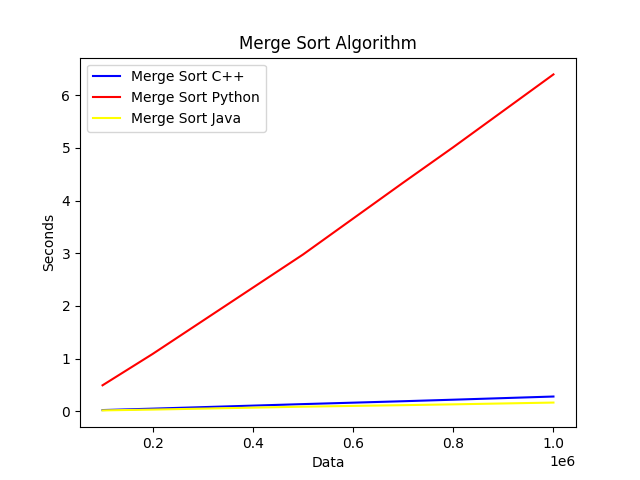 Merge Sort Algorithm
Merge Sort C++
Merge Sort Python
Merge Sort Java
Seconds
6
5
4
3
2
1
0
0.2
0.4
0.6
0.8
1.0
1e6
Data